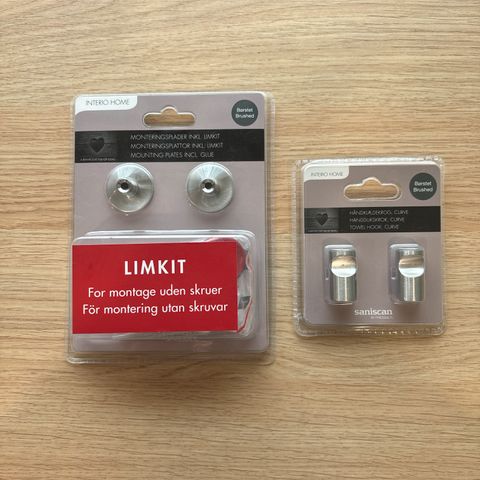 INTERIO HOME
Børstet
Brushed
MONTERINGSPLADER INKL. LIMKIT
MONTERINGSPLATTOR INKL. LIMKIT
MOUNTING PLATES INCL. GLUE
LIMKIT
For montage uden skruer
För montering utan skruvar
INTERIO HOME
Børstet
Brushed
HÅNDKLÆDEKROG, CURVE
HANDDUKSKROK, CURVE
TOWEL HOOK, CURVE
saniscan